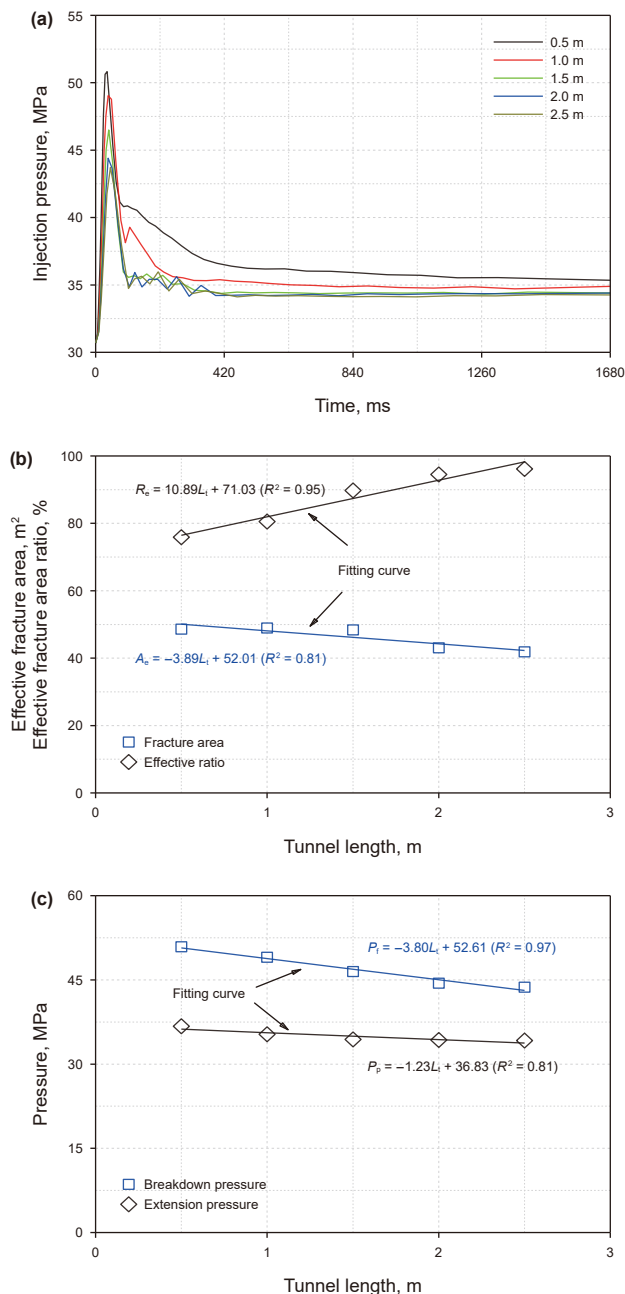 (a)
55
50
45
40
35
30
Injection pressure, MPa
0.5 m
1.0 m
1.5 m
2.0 m
2.5 m
0 420 840 1260 1680
Time, ms
(b)
100
80
60
40
20
0
Effective fracture area, m²
Effective fracture area ratio, %
Rₑ = 10.89Lₜ + 71.03 (R² = 0.95)
Fitting curve
Aₑ = −3.89Lₜ + 52.01 (R² = 0.81)
Fracture area
Effective ratio
0 1 2 3
Tunnel length, m
(c)
60
45
30
15
0
Pressure, MPa
P_f = −3.80Lₜ + 52.61 (R² = 0.97)
Fitting curve
Pₚ = −1.23Lₜ + 36.83 (R² = 0.81)
Breakdown pressure
Extension pressure
0 1 2 3
Tunnel length, m